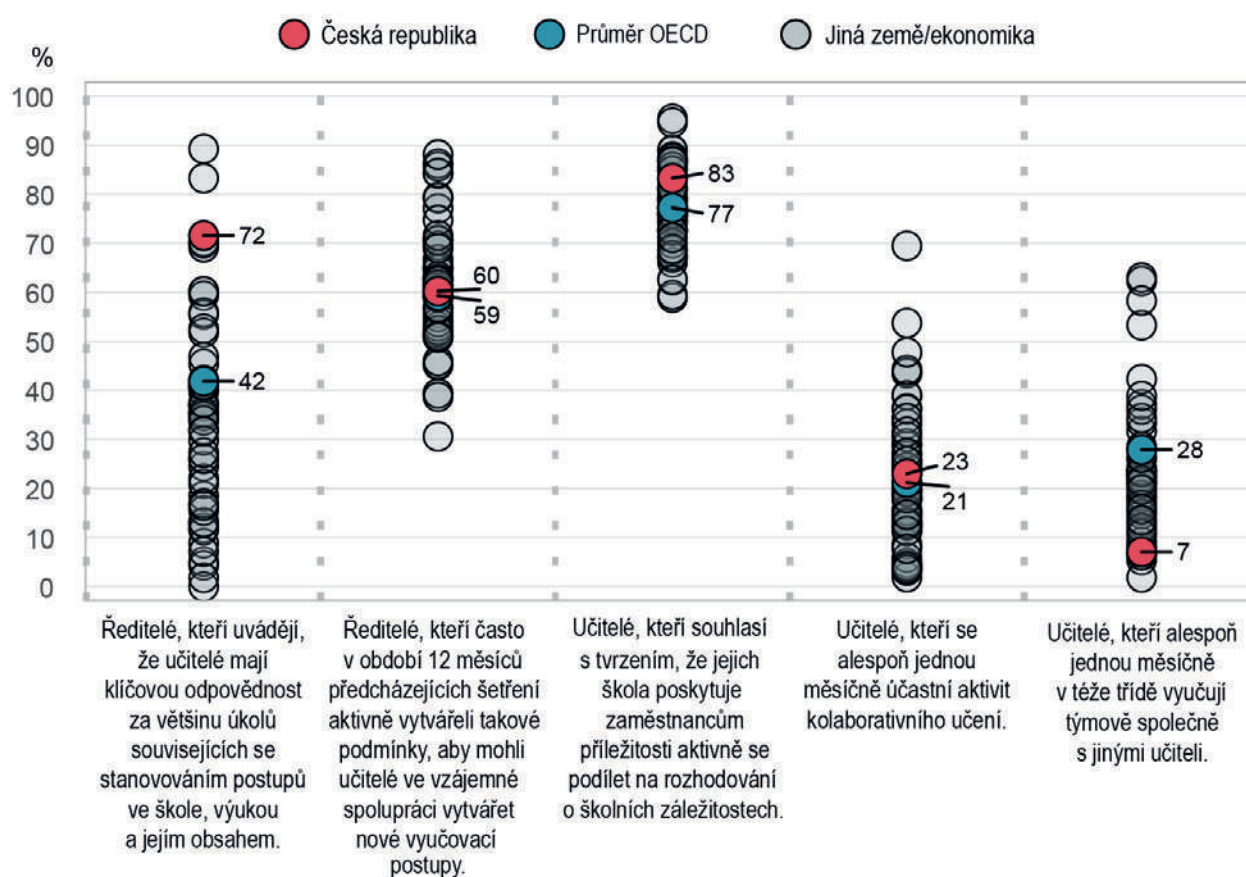 Česká republika
Průměr OECD
Jiná země/ekonomika
%
100
90
80
70
60
50
40
30
20
10
0
72
42
60
59
83
77
23
21
28
7
Ředitelé, kteří uvádějí,
že učitelé mají
klíčovou odpovědnost
za většinu úkolů
souvisejících se
stanovováním postupů
ve škole, výukou
a jejím obsahem.
Ředitelé, kteří často
v období 12 měsíců
předcházejících šetření
aktivně vytvářeli takové
podmínky, aby mohli
učitelé ve vzájemné
spolupráci vytvářet
nové vyučovací
postupy.
Učitelé, kteří souhlasí
s tvrzením, že jejich
škola poskytuje
zaměstnancům
příležitosti aktivně se
podílet na rozhodování
o školních záležitostech.
Učitelé, kteří se
alespoň jednou
měsíčně účastní aktivit
kolaborativního učení.
Učitelé, kteří alespoň
jednou měsíčně
v téže třídě vyučují
týmově společně
s jinými učiteli.